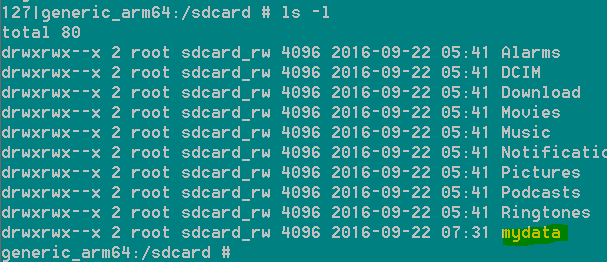 127|generic_arm64:/sdcard # ls -l
total 80
drwxrwx--x 2 root sdcard_rw 4096 2016-09-22 05:41 Alarms
drwxrwx--x 2 root sdcard_rw 4096 2016-09-22 05:41 DCIM
drwxrwx--x 2 root sdcard_rw 4096 2016-09-22 05:41 Download
drwxrwx--x 2 root sdcard_rw 4096 2016-09-22 05:41 Movies
drwxrwx--x 2 root sdcard_rw 4096 2016-09-22 05:41 Music
drwxrwx--x 2 root sdcard_rw 4096 2016-09-22 05:41 Notificatio
drwxrwx--x 2 root sdcard_rw 4096 2016-09-22 05:41 Pictures
drwxrwx--x 2 root sdcard_rw 4096 2016-09-22 05:41 Podcasts
drwxrwx--x 2 root sdcard_rw 4096 2016-09-22 05:41 Ringtones
drwxrwx--x 2 root sdcard_rw 4096 2016-09-22 07:31 mydata
generic_arm64:/sdcard #